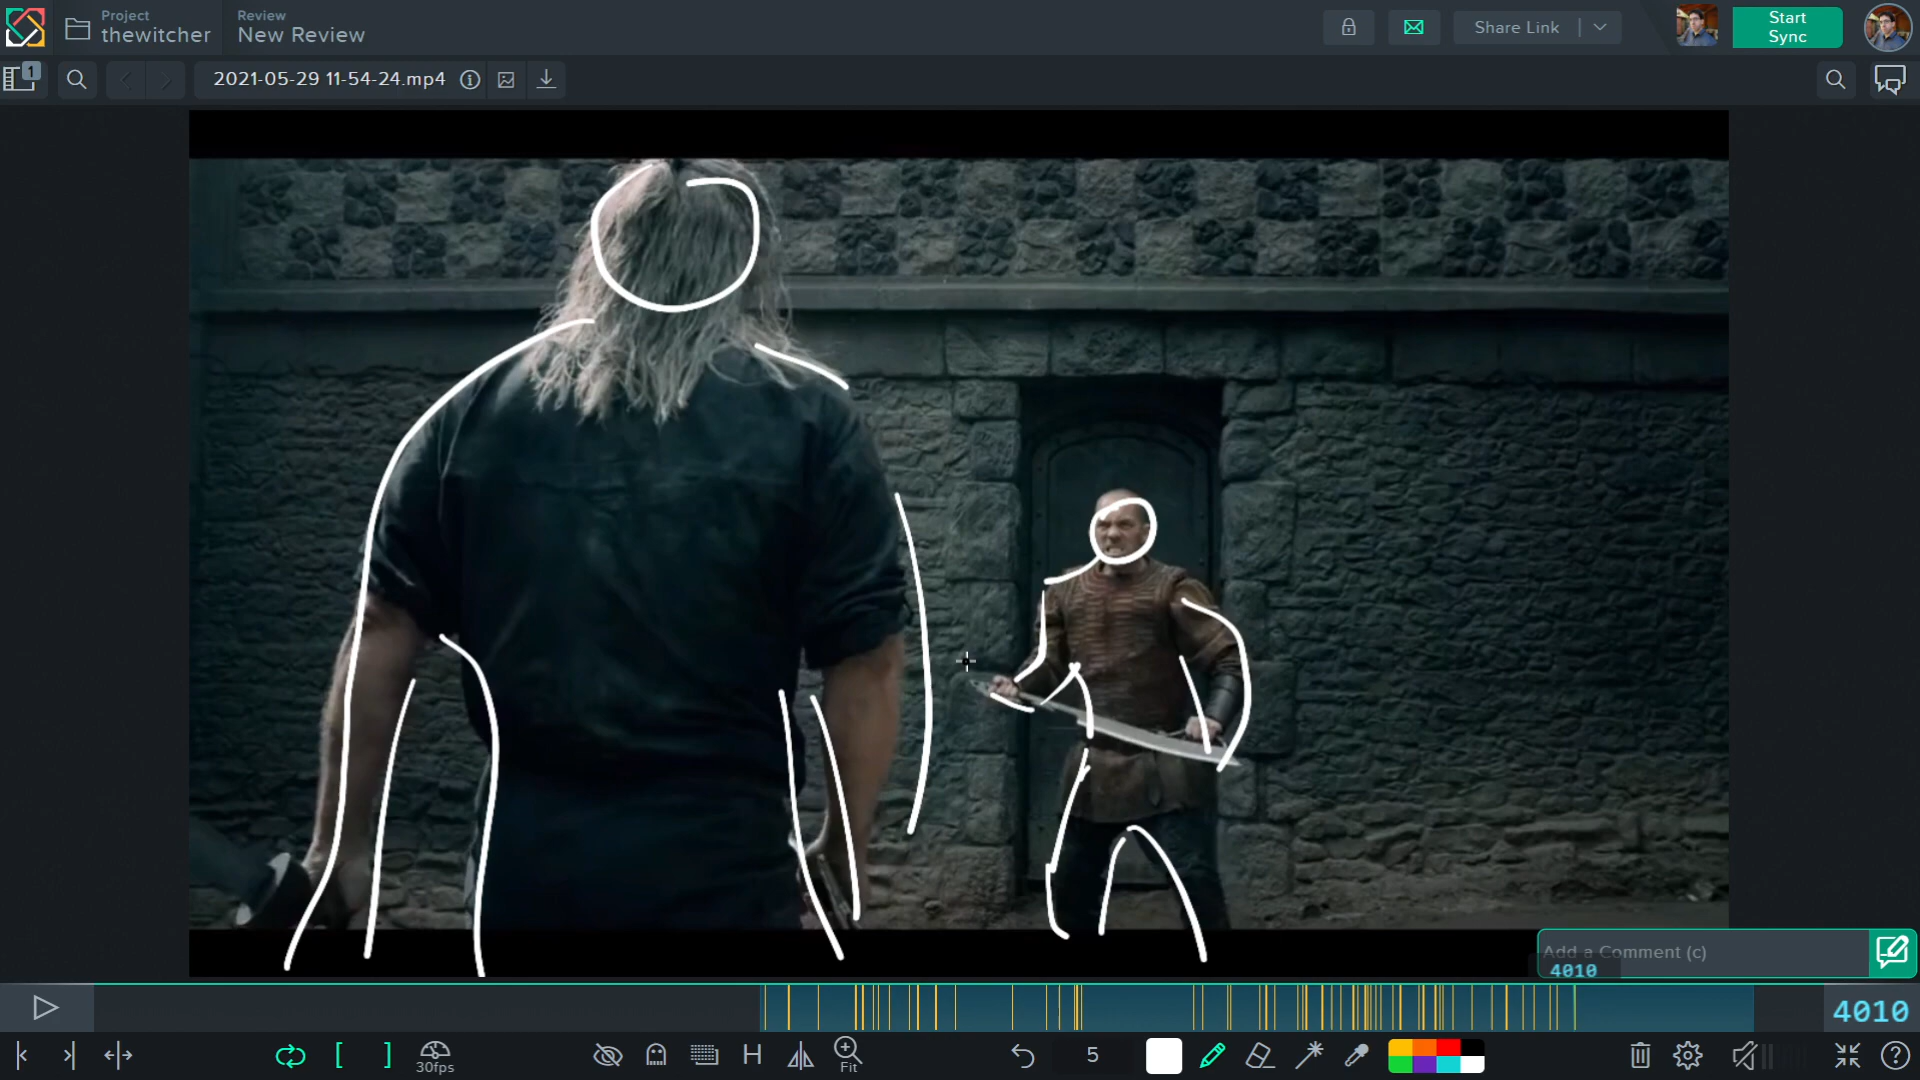 Project
thewitcher
Review
New Review
Share Link
Start
Sync
1
2021-05-29 11-54-24.mp4
Add a Comment (c)
4010
4010
30fps
H
Fit
5